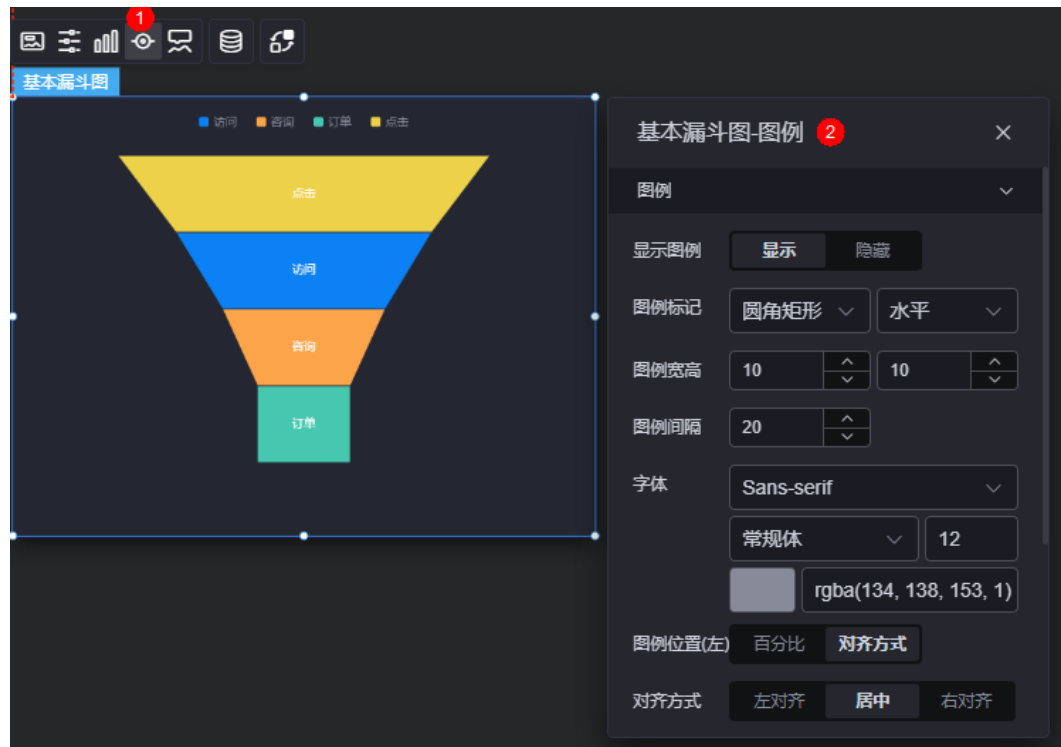 1
基本漏斗图
访问 咨询 订单 点击
点击
访问
咨询
订单
基本漏斗图-图例 2
图例
显示图例 显示 隐藏
图例标记 圆角矩形 水平
图例宽高 10 10
图例间隔 20
字体 Sans-serif
常规体 12
rgba(134, 138, 153, 1)
图例位置(左) 百分比 对齐方式
对齐方式 左对齐 居中 右对齐